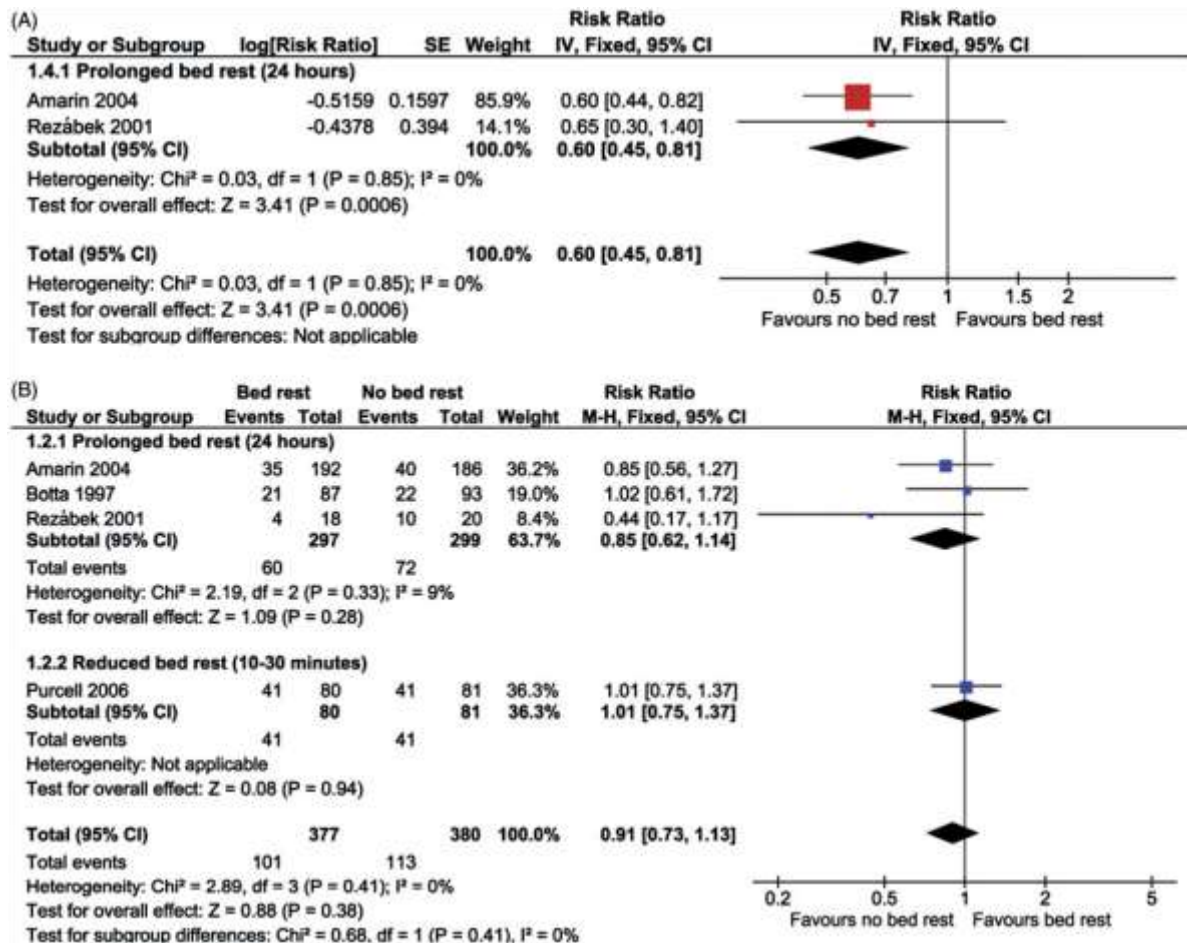 (A)
Risk Ratio Risk Ratio
Study or Subgroup log[Risk Ratio] SE Weight IV, Fixed, 95% CI IV, Fixed, 95% CI
1.4.1 Prolonged bed rest (24 hours)
Amarin 2004 -0.5159 0.1597 85.9% 0.60 [0.44, 0.82]
Rezábek 2001 -0.4378 0.394 14.1% 0.65 [0.30, 1.40]
Subtotal (95% CI) 100.0% 0.60 [0.45, 0.81]
Heterogeneity: Chi² = 0.03, df = 1 (P = 0.85); I² = 0%
Test for overall effect: Z = 3.41 (P = 0.0006)
Total (95% CI) 100.0% 0.60 [0.45, 0.81]
Heterogeneity: Chi² = 0.03, df = 1 (P = 0.85); I² = 0%
Test for overall effect: Z = 3.41 (P = 0.0006)
Test for subgroup differences: Not applicable
0.5 0.7 1 1.5 2
Favours no bed rest Favours bed rest
(B)
Bed rest No bed rest Risk Ratio Risk Ratio
Study or Subgroup Events Total Events Total Weight M-H, Fixed, 95% CI M-H, Fixed, 95% CI
1.2.1 Prolonged bed rest (24 hours)
Amarin 2004 35 192 40 186 36.2% 0.85 [0.56, 1.27]
Botta 1997 21 87 22 93 19.0% 1.02 [0.61, 1.72]
Rezábek 2001 4 18 10 20 8.4% 0.44 [0.17, 1.17]
Subtotal (95% CI) 297 299 63.7% 0.85 [0.62, 1.14]
Total events 60 72
Heterogeneity: Chi² = 2.19, df = 2 (P = 0.33); I² = 9%
Test for overall effect: Z = 1.09 (P = 0.28)
1.2.2 Reduced bed rest (10-30 minutes)
Purcell 2006 41 80 41 81 36.3% 1.01 [0.75, 1.37]
Subtotal (95% CI) 80 81 36.3% 1.01 [0.75, 1.37]
Total events 41 41
Heterogeneity: Not applicable
Test for overall effect: Z = 0.08 (P = 0.94)
Total (95% CI) 377 380 100.0% 0.91 [0.73, 1.13]
Total events 101 113
Heterogeneity: Chi² = 2.89, df = 3 (P = 0.41); I² = 0%
Test for overall effect: Z = 0.88 (P = 0.38)
Test for subgroup differences: Chi² = 0.68, df = 1 (P = 0.41), I² = 0%
0.2 0.5 1 2 5
Favours no bed rest Favours bed rest